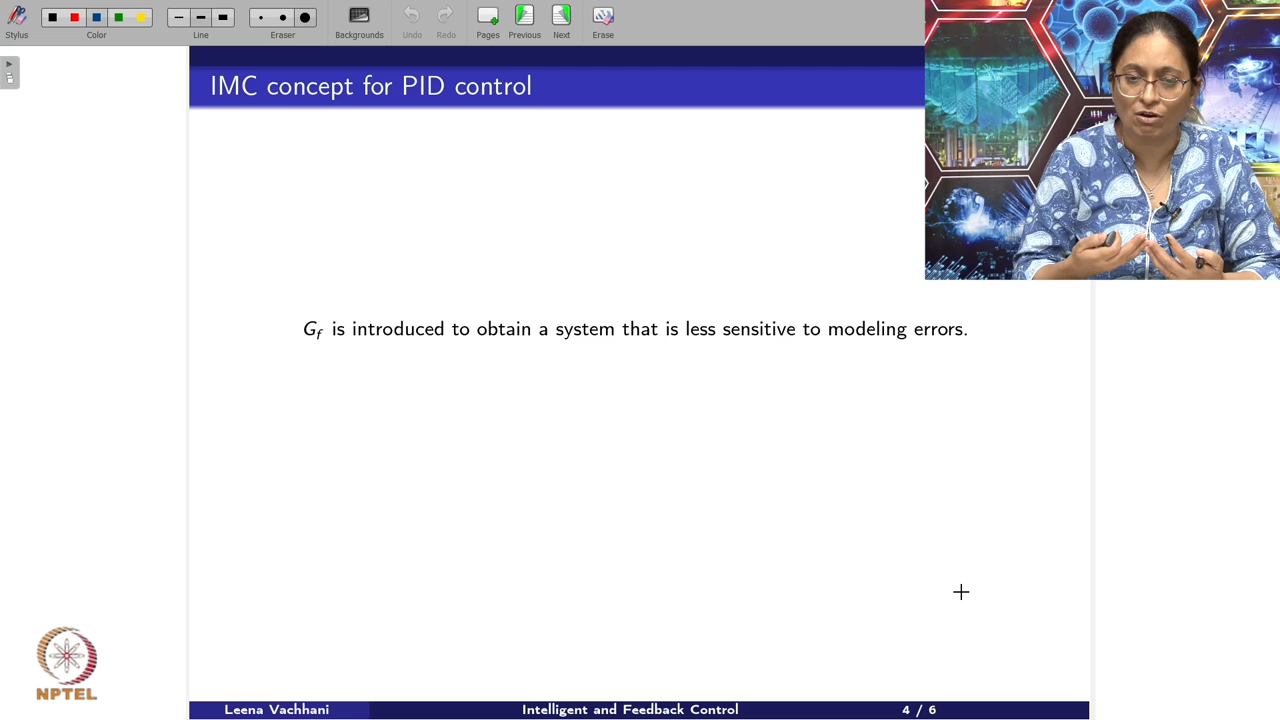 Stylus
Color
Line
Eraser
Backgrounds
Undo
Redo
Pages
Previous
Next
Erase
IMC concept for PID control
G_f is introduced to obtain a system that is less sensitive to modeling errors.
NPTEL
Leena Vachhani
Intelligent and Feedback Control
4 / 6